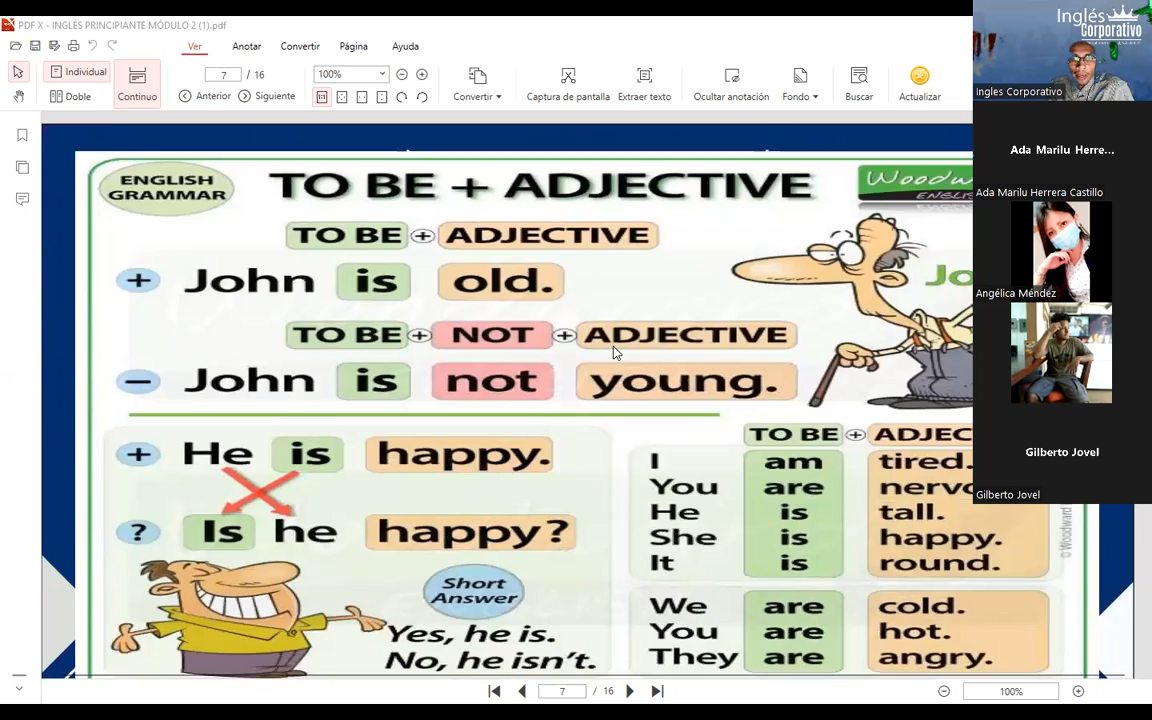 PDF X - INGLÉS PRINCIPIANTE MÓDULO 2 (1).pdf
Ver Anotar Convertir Página Ayuda
Individual
Doble
Continuo
7 / 16
Anterior Siguiente
100%
Convertir
Captura de pantalla
Extraer texto
Ocultar anotación
Fondo
Buscar
Actualizar
Inglés
Corporativo
Ingles Corporativo
Ada Marilu Herre...
Ada Marilu Herrera Castillo
Angélica Méndez
Gilberto Jovel
Gilberto Jovel
ENGLISH
GRAMMAR
TO BE + ADJECTIVE
TO BE + ADJECTIVE
+ John is old.
TO BE + NOT + ADJECTIVE
− John is not young.
+ He is happy.
? Is he happy?
Short
Answer
Yes, he is.
No, he isn't.
TO BE + ADJEC
I am tired.
You are nervo
He is tall.
She is happy.
It is round.
We are cold.
You are hot.
They are angry.
© Woodward
7 / 16
100%